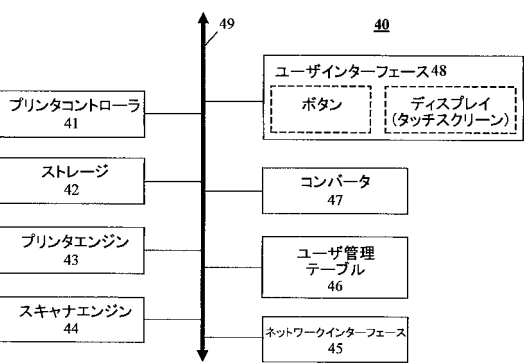 49
40
ユーザインターフェース48
ボタン
ディスプレイ
(タッチスクリーン)
プリンタコントローラ
41
ストレージ
42
コンバータ
47
プリンタエンジン
43
ユーザ管理
テーブル
46
スキャナエンジン
44
ネットワークインターフェース
45